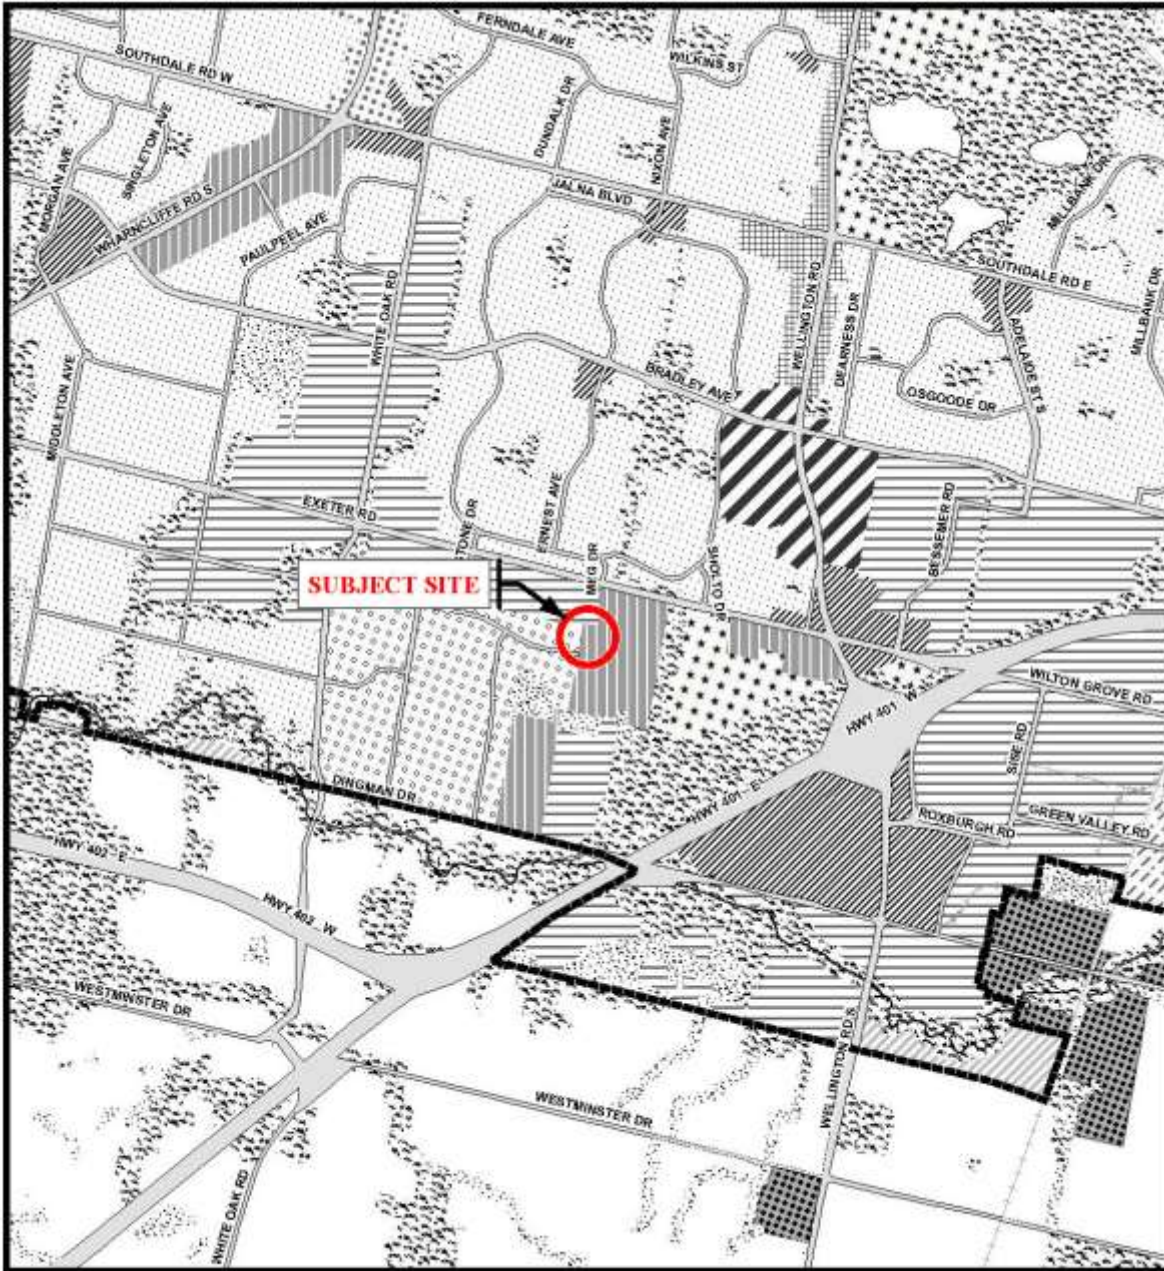 FERNDALE AVE
SOUTHDALE RD W
WILKINS ST
SINGLETON AVE
DUNDALK DR
NIXON AVE
MORGAN AVE
JALNA BLVD
MILLBANK DR
WHARNCLIFFE RD S
PAULPEEL AVE
SOUTHDALE RD E
WHITE OAK RD
WELLINGTON RD
DEARNESS DR
ADELAIDE ST S
MILLBANK DR
MIDDLETON AVE
BRADLEY AVE
OSGOODE DR
EXETER RD
STONE DR
ERNEST AVE
BESSEMER RD
MEG DR
SHOLTO DR
SUBJECT SITE
WILTON GROVE RD
HWY 401 - W
SISE RD
DINGMAN DR
HWY 401 - E
ROXBURGH RD
GREEN VALLEY RD
HWY 402 - E
HWY 402 - W
WESTMINSTER DR
WELLINGTON RD S
WESTMINSTER DR
WHITE OAK RD